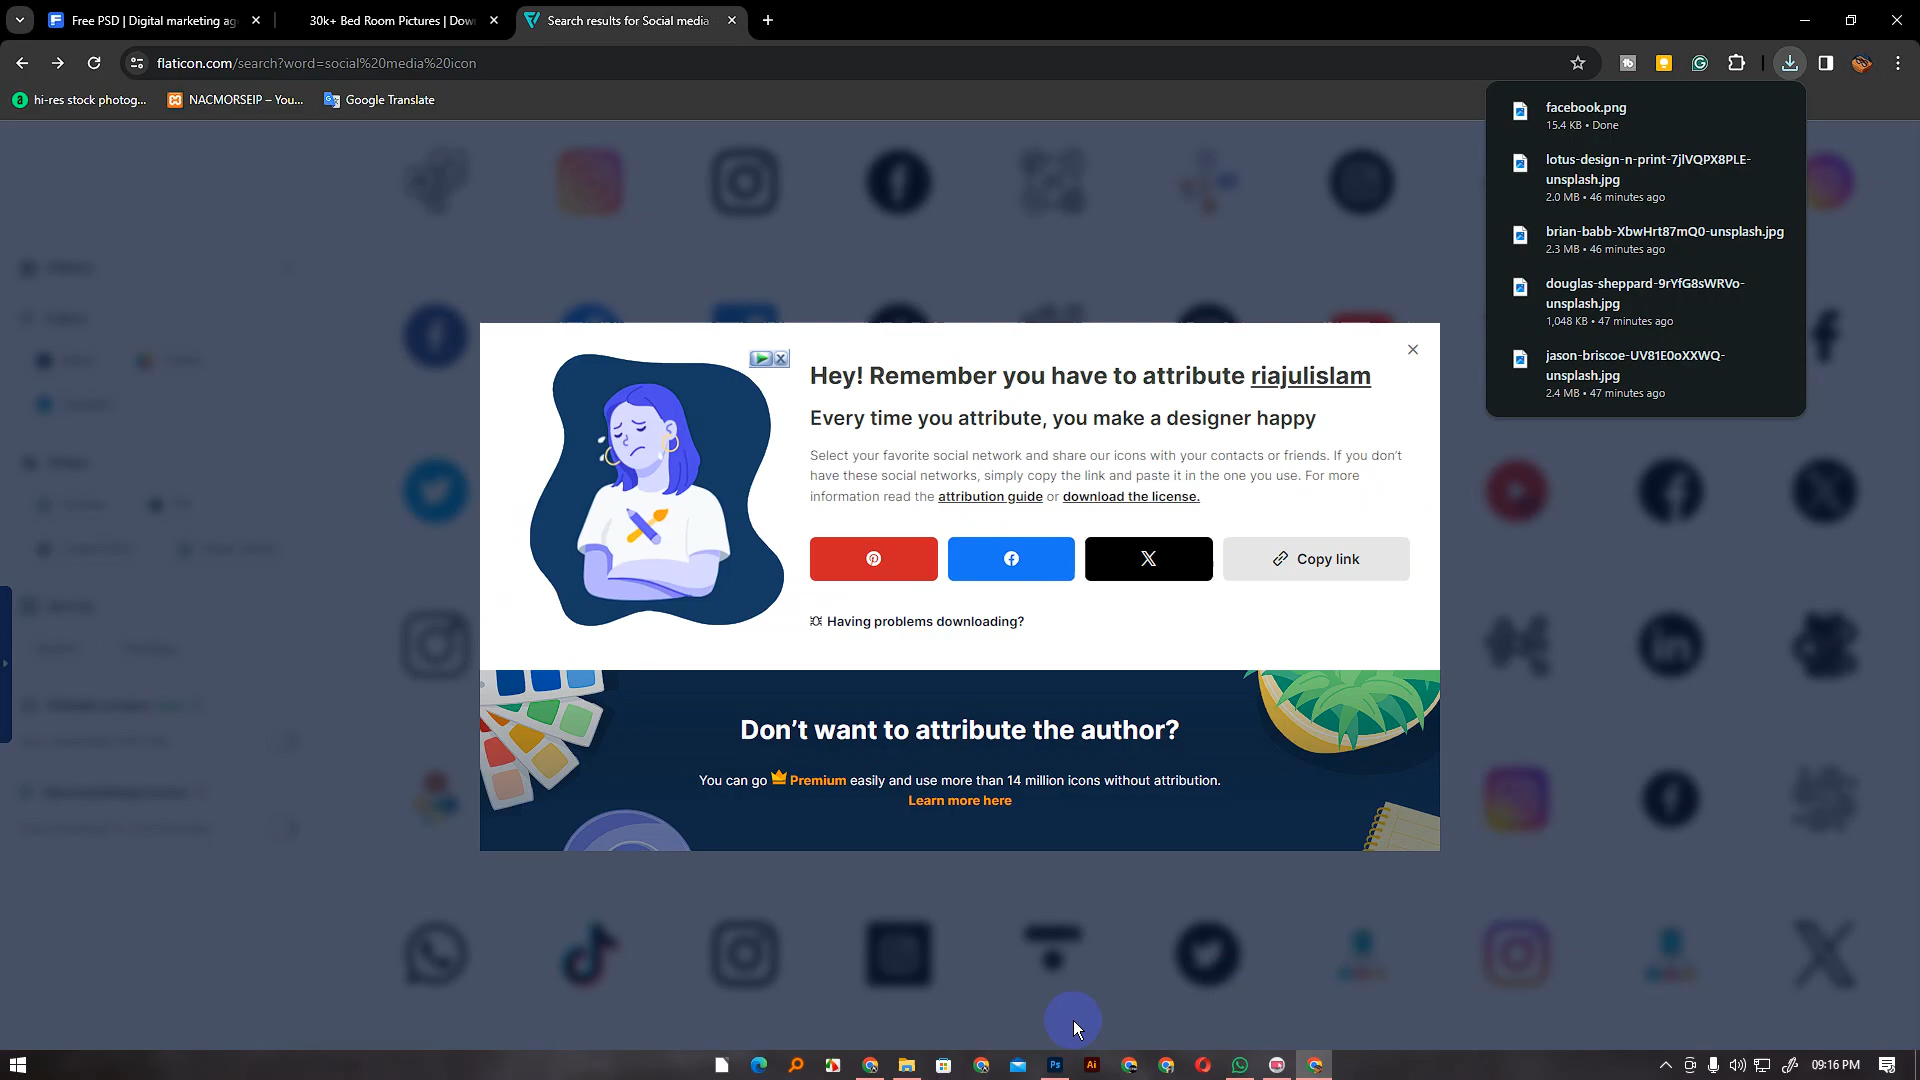 Free PSD | Digital marketing ag
30k+ Bed Room Pictures | Dow
Search results for Social media
flaticon.com/search?word=social%20media%20icon
hi-res stock photog...
NACMORSEIP – You...
Google Translate
facebook.png
15.4 KB • Done
lotus-design-n-print-7jlVQPX8PLE-
unsplash.jpg
2.0 MB • 46 minutes ago
brian-babb-XbwHrt87mQ0-unsplash.jpg
2.3 MB • 46 minutes ago
douglas-sheppard-9rYfG8sWRVo-
unsplash.jpg
1,048 KB • 47 minutes ago
jason-briscoe-UV81E0oXXWQ-
unsplash.jpg
2.4 MB • 47 minutes ago
Hey! Remember you have to attribute riajulislam
Every time you attribute, you make a designer happy
Select your favorite social network and share our icons with your contacts or friends. If you don't
have these social networks, simply copy the link and paste it in the one you use. For more
information read the attribution guide or download the license.
Copy link
Having problems downloading?
Don't want to attribute the author?
You can go Premium easily and use more than 14 million icons without attribution.
Learn more here
Ps
Ai
09:16 PM